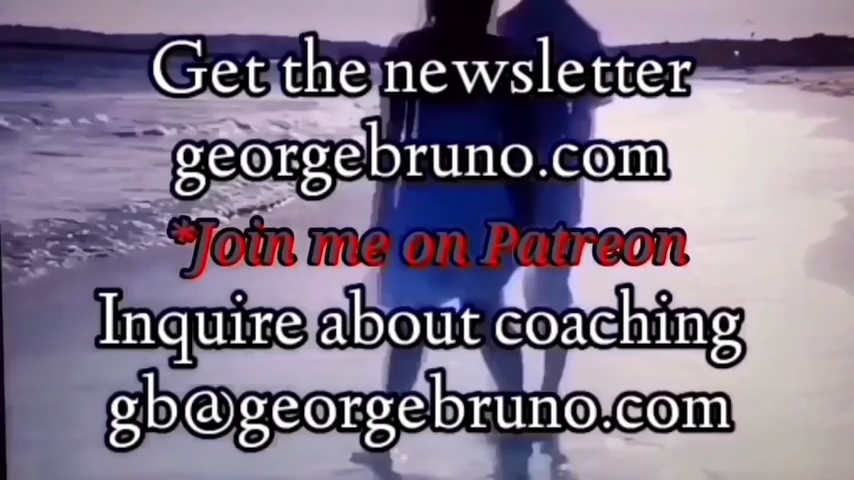 Get the newsletter
georgebruno.com
*Join me on Patreon
Inquire about coaching
gb@georgebruno.com